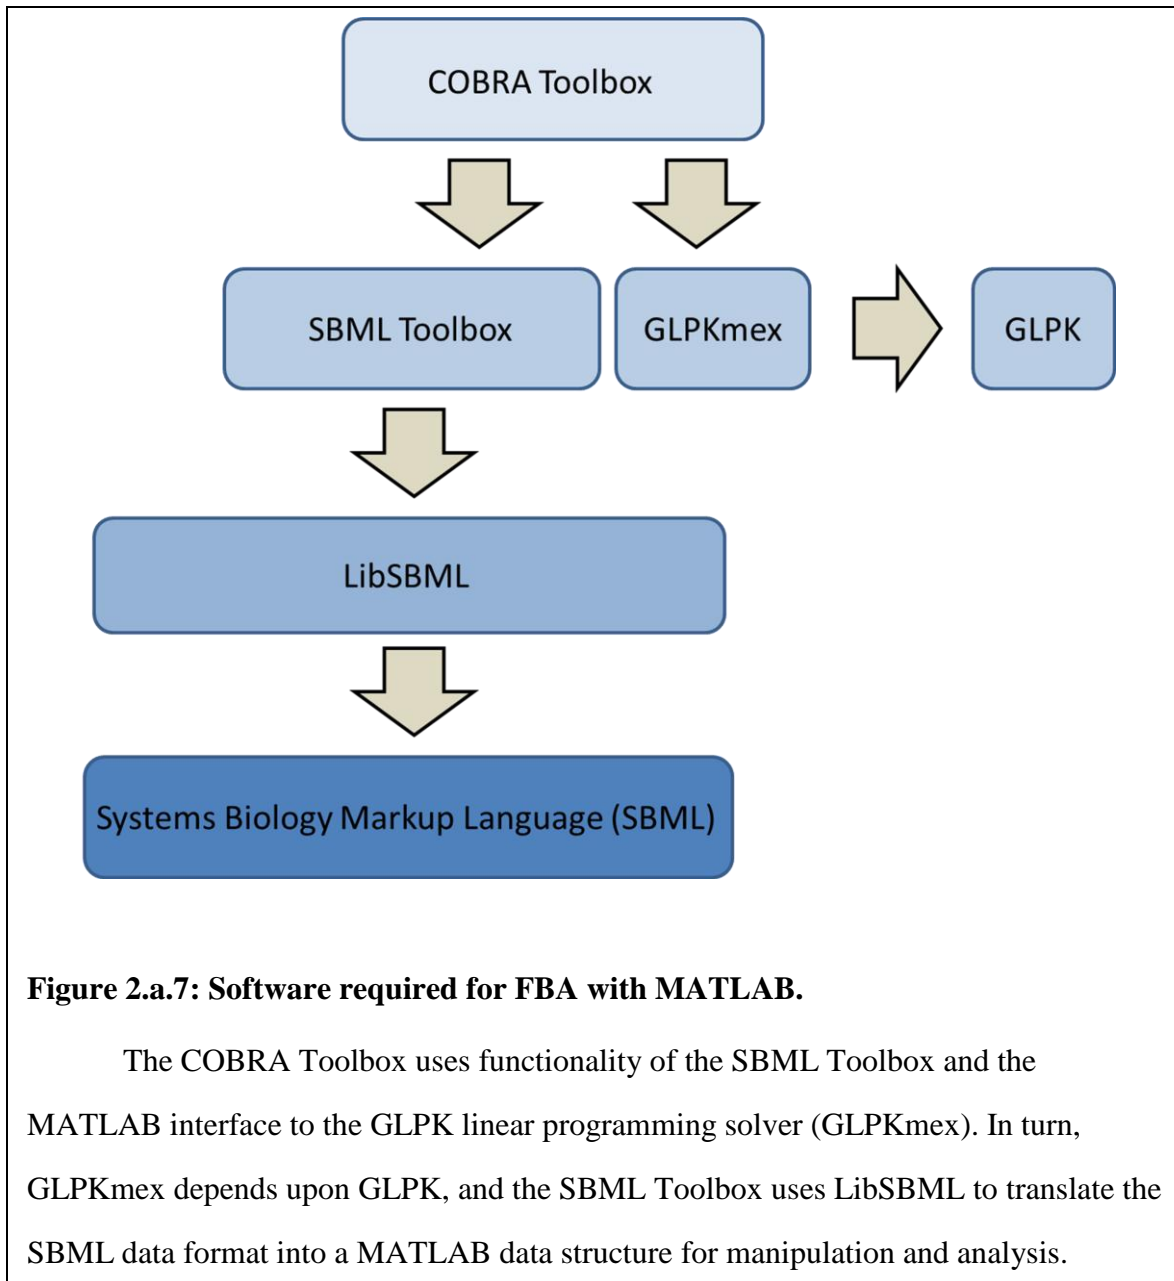 COBRA Toolbox
SBML Toolbox
GLPKmex
GLPK
LibSBML
Systems Biology Markup Language (SBML)
Figure 2.a.7: Software required for FBA with MATLAB.
The COBRA Toolbox uses functionality of the SBML Toolbox and the
MATLAB interface to the GLPK linear programming solver (GLPKmex). In turn,
GLPKmex depends upon GLPK, and the SBML Toolbox uses LibSBML to translate the
SBML data format into a MATLAB data structure for manipulation and analysis.